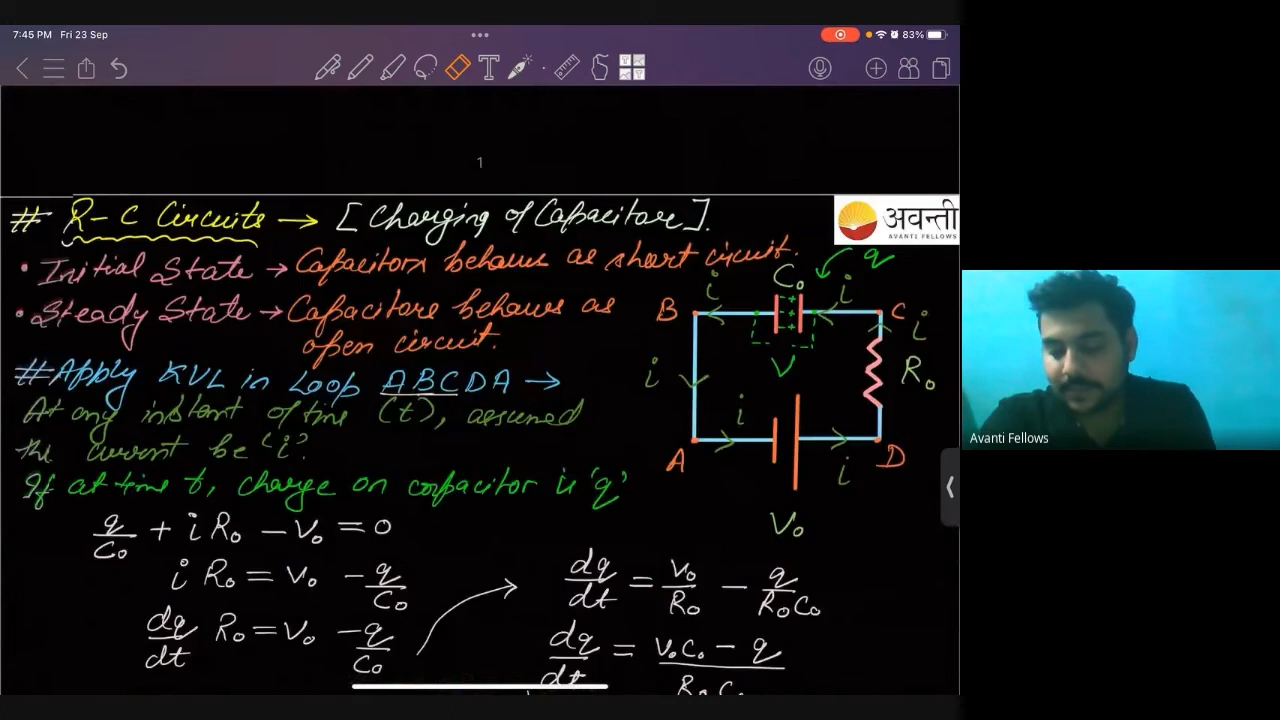 7:45 PM Fri 23 Sep
83%
1
# R-C Circuits → [Charging of Capacitor].
अवन्ती
AVANTI FELLOWS
• Initial State → Capacitors behaves as short circuit.
• Steady State → Capacitor behaves as
open circuit.
# Apply KVL in Loop ABCDA →
At any instant of time (t), assumed
the current be 'i'.
If at time t, charge on capacitor is 'q'
q/C₀ + i R₀ - V₀ = 0
i R₀ = V₀ - q/C₀
dq/dt R₀ = V₀ - q/C₀
dq/dt = V₀/R₀ - q/R₀C₀
dq/dt = V₀C₀ - q / R₀C₀
C₀ q
B i i C
V i
i R₀
i
A i D
V₀
Avanti Fellows